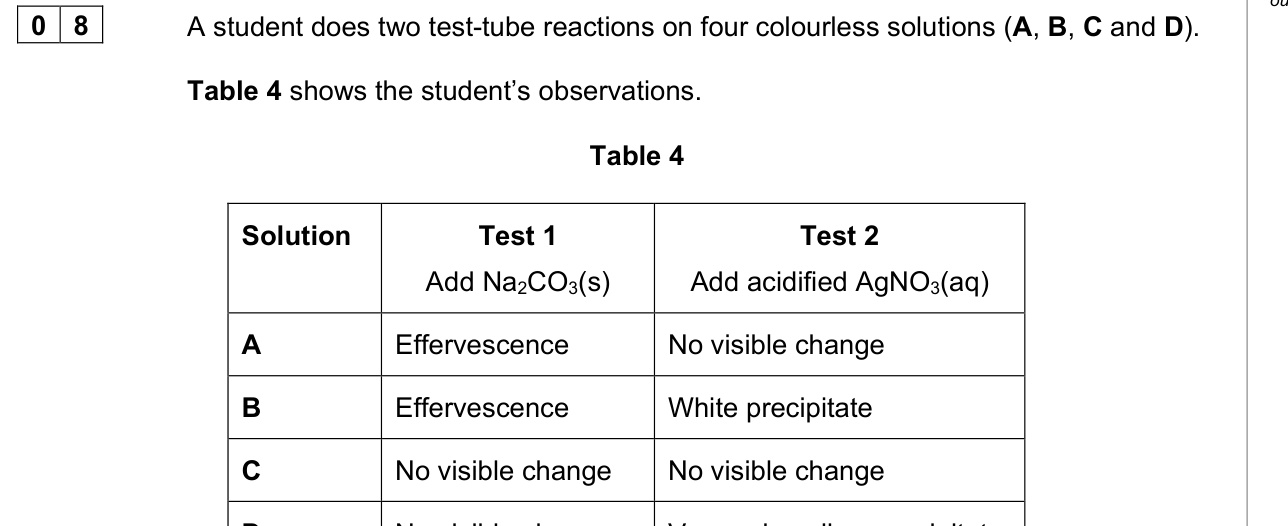 0 8
A student does two test-tube reactions on four colourless solutions (A, B, C and D).
Table 4 shows the student's observations.
Table 4
Solution Test 1 Test 2
Add Na₂CO₃(s) Add acidified AgNO₃(aq)
A Effervescence No visible change
B Effervescence White precipitate
C No visible change No visible change